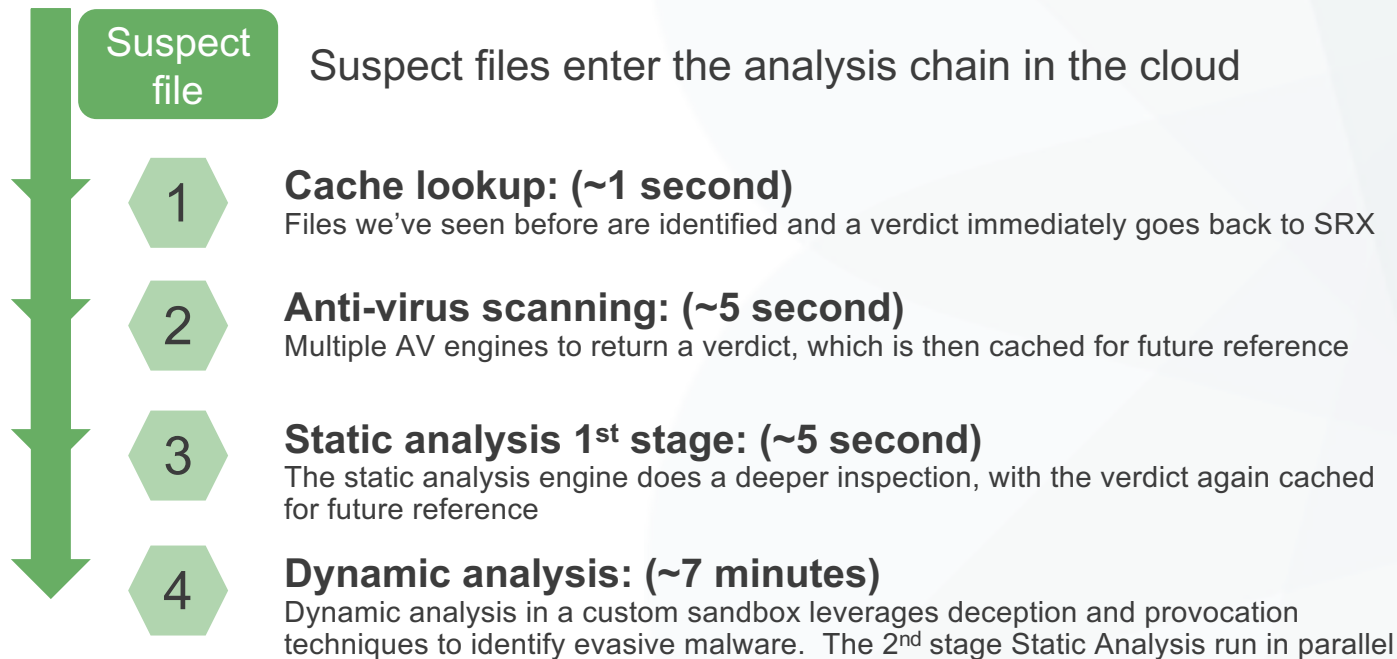 Suspect
file
Suspect files enter the analysis chain in the cloud
1
Cache lookup: (~1 second)
Files we’ve seen before are identified and a verdict immediately goes back to SRX
2
Anti-virus scanning: (~5 second)
Multiple AV engines to return a verdict, which is then cached for future reference
3
Static analysis 1st stage: (~5 second)
The static analysis engine does a deeper inspection, with the verdict again cached
for future reference
4
Dynamic analysis: (~7 minutes)
Dynamic analysis in a custom sandbox leverages deception and provocation
techniques to identify evasive malware.  The 2nd stage Static Analysis run in parallel